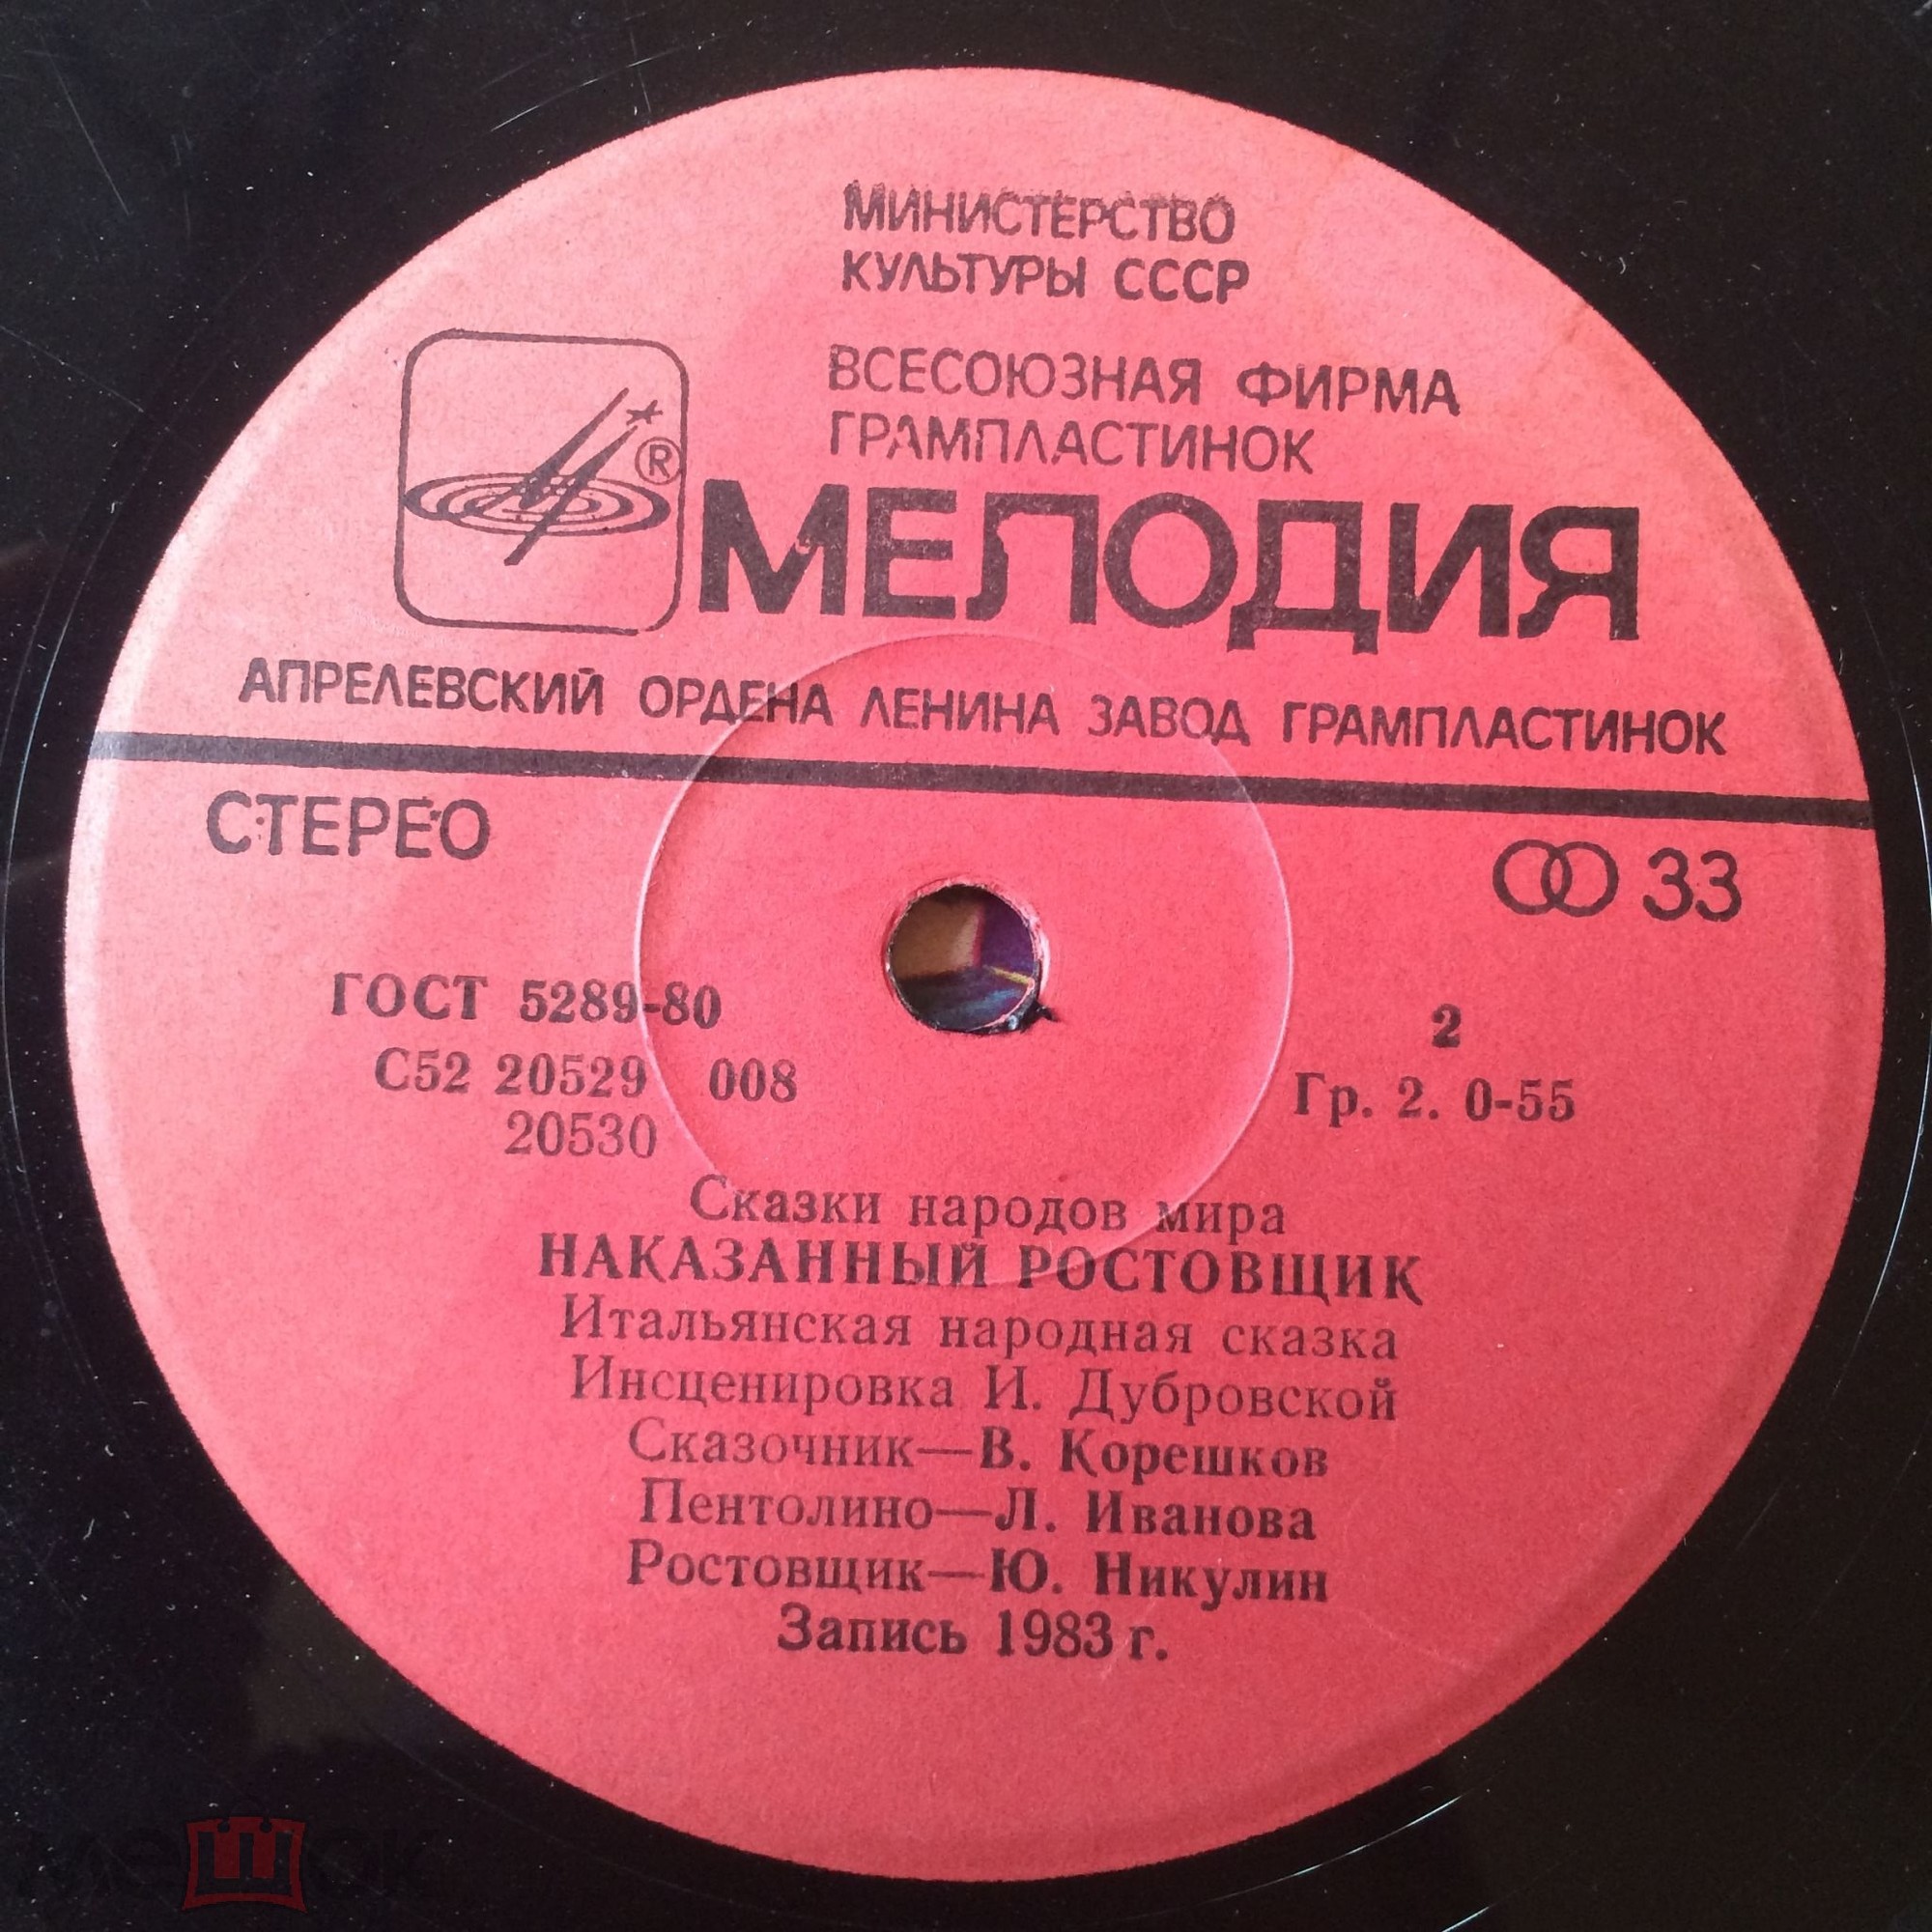 МИНИСТЕРСТВО
КУЛЬТУРЫ СССР
ВСЕСОЮЗНАЯ ФИРМА
ГРАМПЛАСТИНОК
®
МЕЛОДИЯ
АПРЕЛЕВСКИЙ ОРДЕНА ЛЕНИНА ЗАВОД ГРАМПЛАСТИНОК
СТЕРЕО
33
ГОСТ 5289-80
2
С52 20529 008
Гр. 2. 0-55
20530
Сказки народов мира
НАКАЗАННЫЙ РОСТОВЩИК
Итальянская народная сказка
Инсценировка И. Дубровской
Сказочник—В. Корешков
Пентолино—Л. Иванова
Ростовщик—Ю. Никулин
Запись 1983 г.
мешок